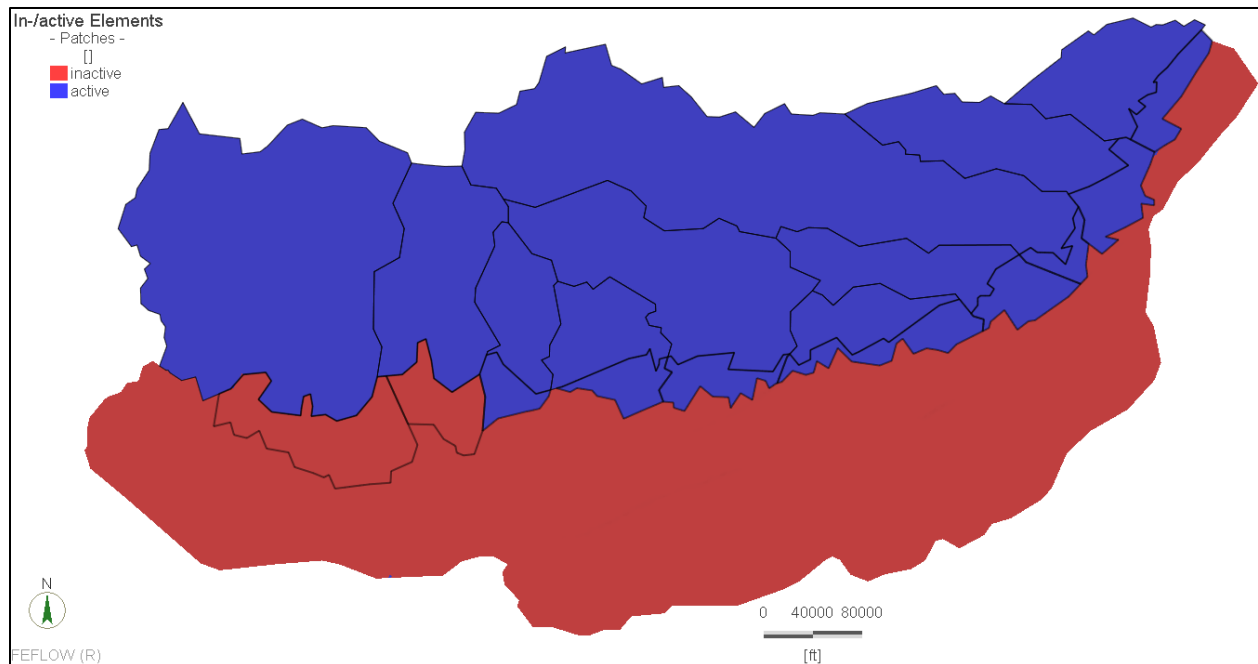 In-/active Elements
- Patches -
[]
inactive
active
N
0 40000 80000
[ft]
FEFLOW (R)